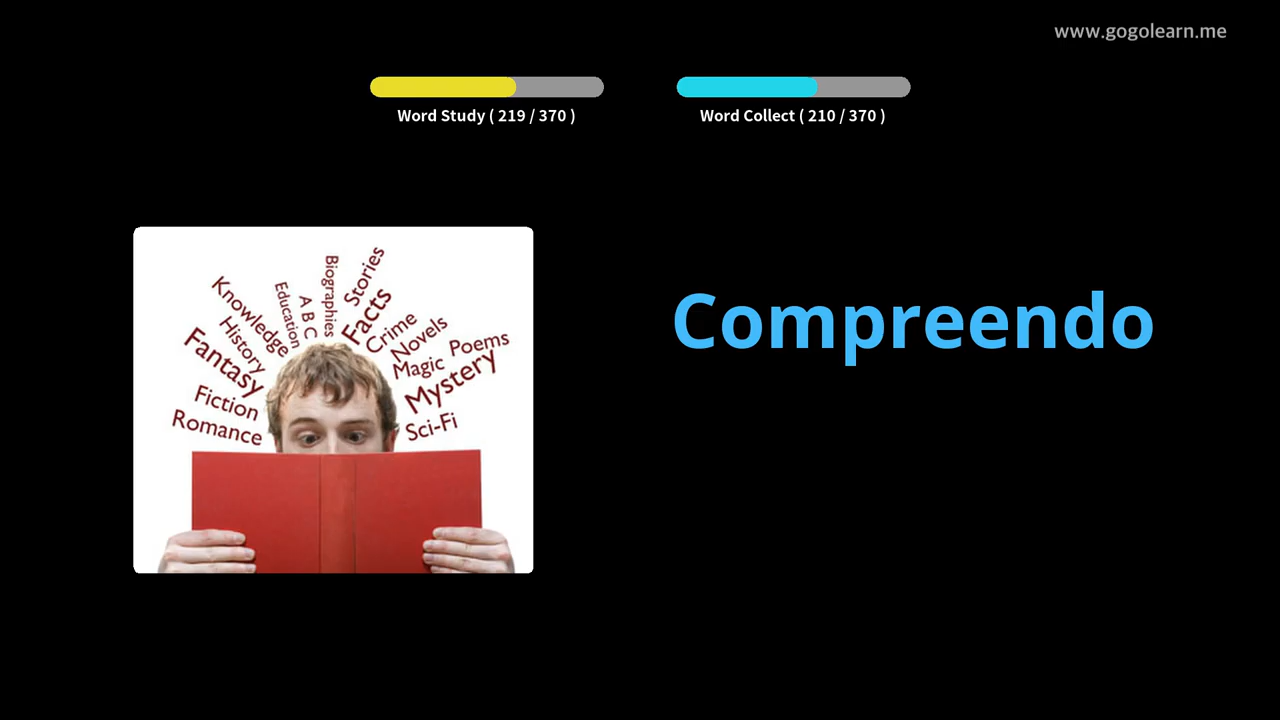 www.gogolearn.me
Word Study ( 219 / 370 )
Word Collect ( 210 / 370 )
Compreendo
Biographies
Stories
Education
A B C
Facts
Knowledge
Crime
History
Novels
Poems
Fantasy
Magic
Mystery
Fiction
Romance
Sci-Fi